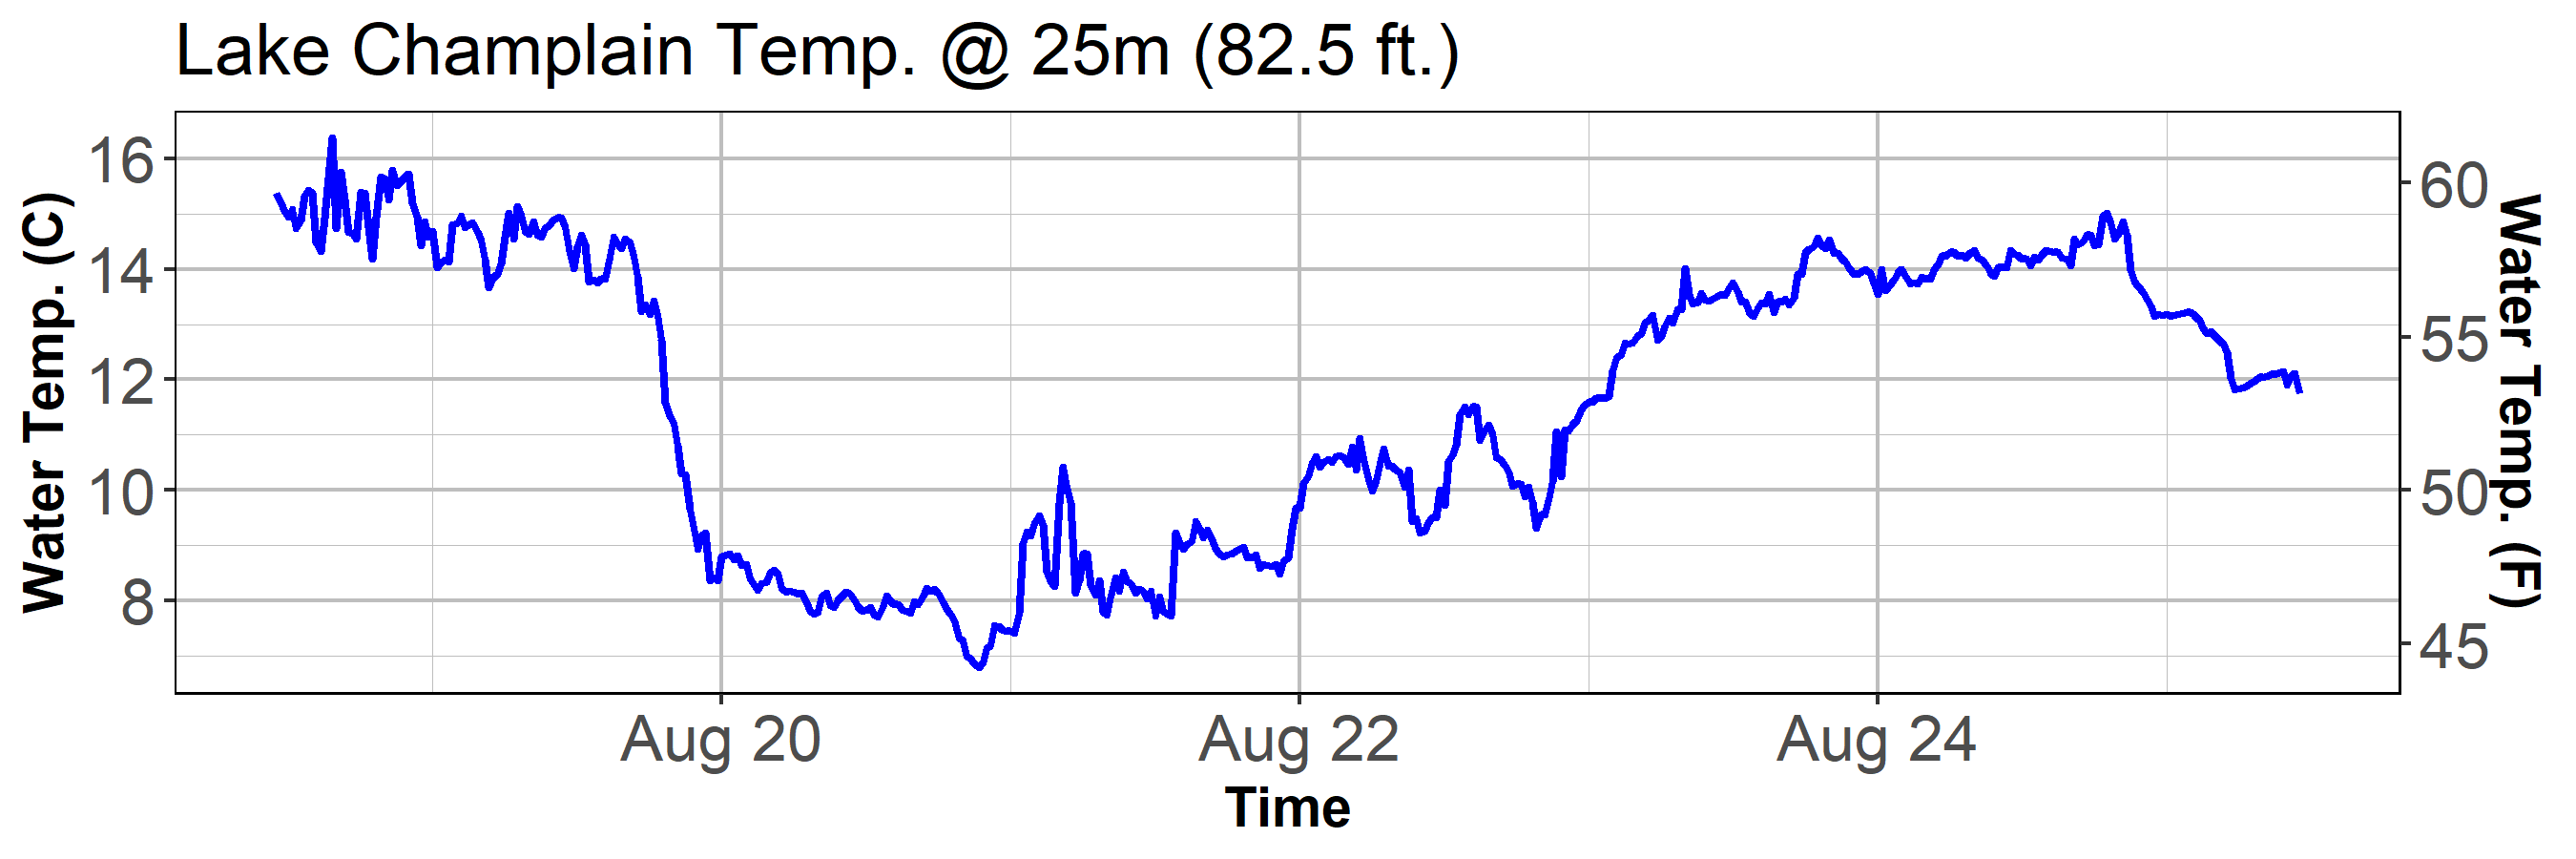 Lake Champlain Temp. @ 25m (82.5 ft.)
Water Temp. (C)
16
14
12
10
8
60
55
50
45
Water Temp. (F)
Aug 20 Aug 22 Aug 24
Time